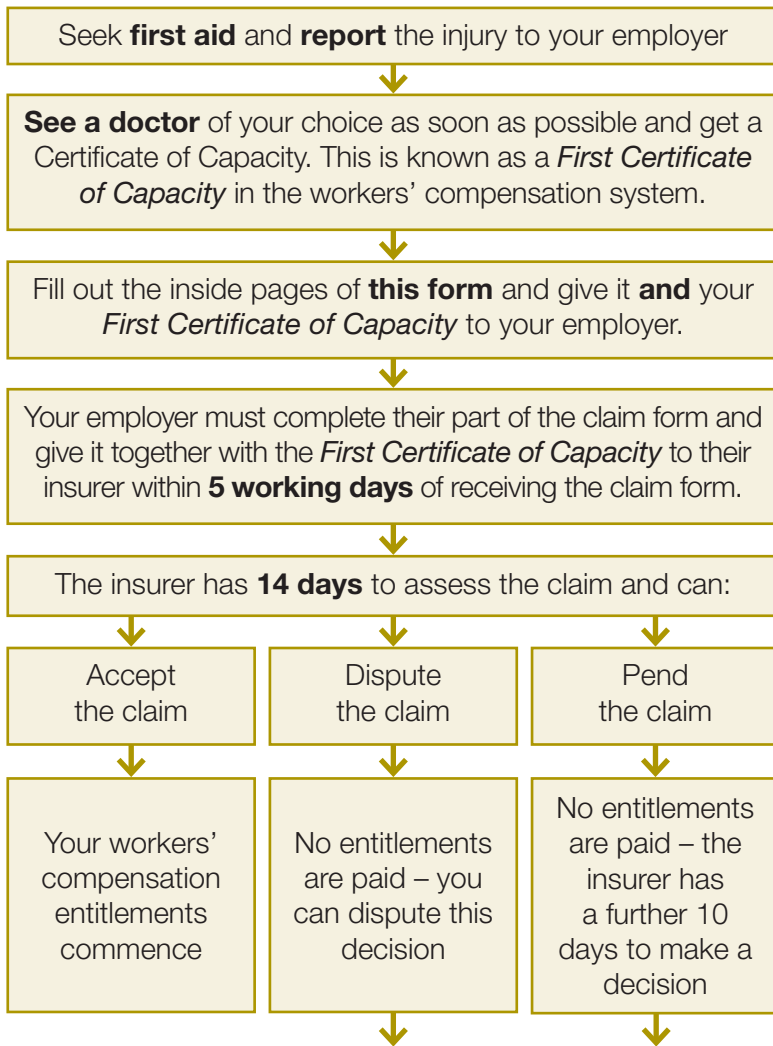 Seek first aid and report the injury to your employer
See a doctor of your choice as soon as possible and get a
Certificate of Capacity. This is known as a First Certificate
of Capacity in the workers’ compensation system.
Fill out the inside pages of this form and give it and your
First Certificate of Capacity to your employer.
Your employer must complete their part of the claim form and
give it together with the First Certificate of Capacity to their
insurer within 5 working days of receiving the claim form.
The insurer has 14 days to assess the claim and can:
Accept
the claim
Dispute
the claim
Pend
the claim
Your workers’
compensation
entitlements
commence
No entitlements
are paid – you
can dispute this
decision
No entitlements
are paid – the
insurer has
a further 10
days to make a
decision